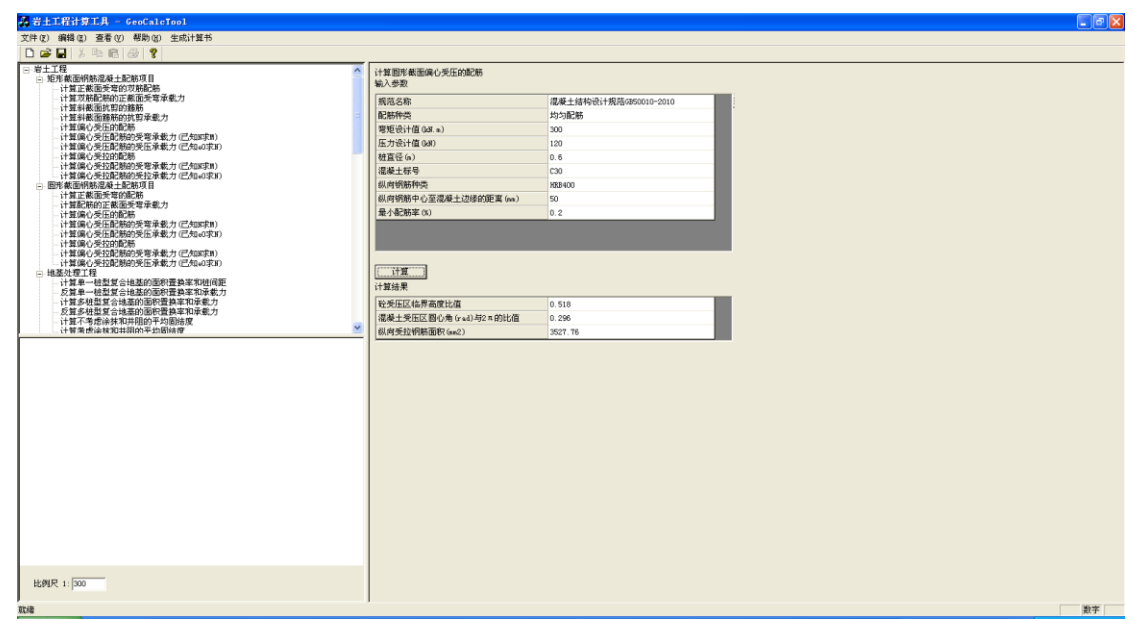 岩土工程计算工具 - GeoCalcTool
文件(F) 编辑(E) 查看(V) 帮助(H) 生成计算书
岩土工程
矩形截面钢筋混凝土配筋项目
计算正截面受弯的双筋配筋
计算双筋配筋的正截面受弯承载力
计算斜截面抗剪的箍筋
计算斜截面箍筋的抗剪承载力
计算偏心受压的配筋
计算偏心受压配筋的受弯承载力(已知N求M)
计算偏心受压配筋的受压承载力(已知e0求N)
计算偏心受拉的配筋
计算偏心受拉配筋的受弯承载力(已知N求M)
计算偏心受拉配筋的受拉承载力(已知e0求N)
圆形截面钢筋混凝土配筋项目
计算正截面受弯的配筋
计算配筋的正截面受弯承载力
计算偏心受压的配筋
计算偏心受压配筋的受弯承载力(已知N求M)
计算偏心受压配筋的受压承载力(已知e0求N)
计算偏心受拉的配筋
计算偏心受拉配筋的受弯承载力(已知N求M)
计算偏心受拉配筋的受压承载力(已知e0求N)
地基处理工程
计算单一桩型复合地基的面积置换率和桩间距
反算单一桩型复合地基的面积置换率和承载力
计算多桩型复合地基的面积置换率和承载力
反算多桩型复合地基的面积置换率和承载力
计算不考虑涂抹和井阻的平均固结度
计算考虑涂抹和井阻的平均固结度
比例尺 1: 300
计算圆形截面偏心受压的配筋
输入参数
规范名称 混凝土结构设计规范GB50010-2010
配筋种类 均匀配筋
弯矩设计值(kN.m) 300
压力设计值(kN) 120
桩直径(m) 0.6
混凝土标号 C30
纵向钢筋种类 HRB400
纵向钢筋中心至混凝土边缘的距离(mm) 50
最小配筋率(%) 0.2
计算
计算结果
砼受压区临界高度比值 0.518
混凝土受压区圆心角(rad)与2π的比值 0.296
纵向受拉钢筋面积(mm2) 3527.76
就绪 数字